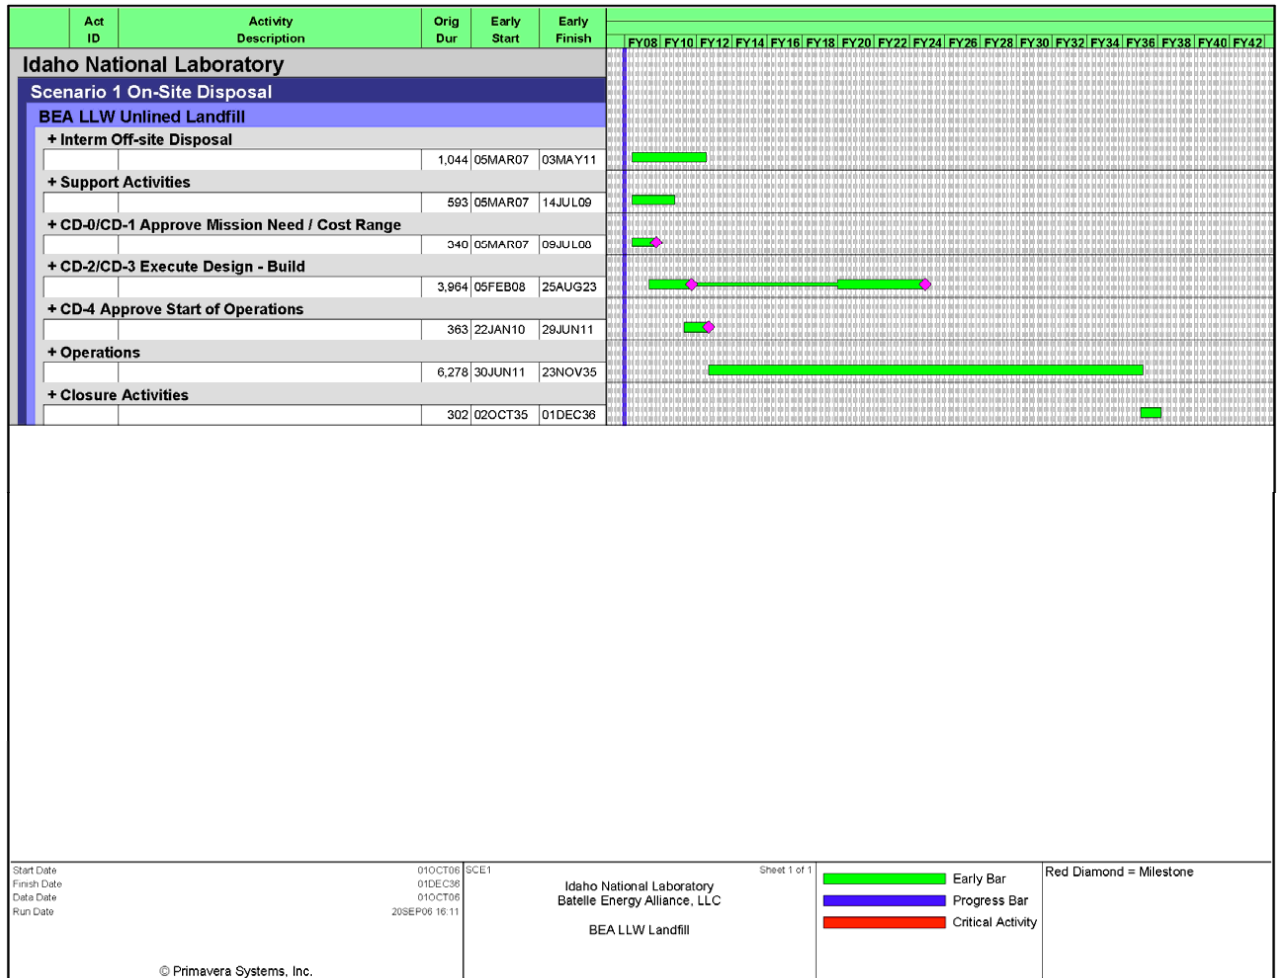 Act Activity Orig Early Early
ID Description Dur Start Finish
FY08 FY10 FY12 FY14 FY16 FY18 FY20 FY22 FY24 FY26 FY28 FY30 FY32 FY34 FY36 FY38 FY40 FY42
Idaho National Laboratory
Scenario 1 On-Site Disposal
BEA LLW Unlined Landfill
+ Interm Off-site Disposal
1,044 05MAR07 03MAY11
+ Support Activities
593 05MAR07 14JUL09
+ CD-0/CD-1 Approve Mission Need / Cost Range
340 05MAR07 09JUL08
+ CD-2/CD-3 Execute Design - Build
3,964 05FEB08 25AUG23
+ CD-4 Approve Start of Operations
363 22JAN10 29JUN11
+ Operations
6,278 30JUN11 23NOV35
+ Closure Activities
302 02OCT35 01DEC36
Start Date 01OCT06
Finish Date 01DEC36
Data Date 01OCT06
Run Date 20SEP06 16:11
© Primavera Systems, Inc.
SCE1 Sheet 1 of 1
Idaho National Laboratory
Batelle Energy Alliance, LLC
BEA LLW Landfill
Early Bar
Progress Bar
Critical Activity
Red Diamond = Milestone